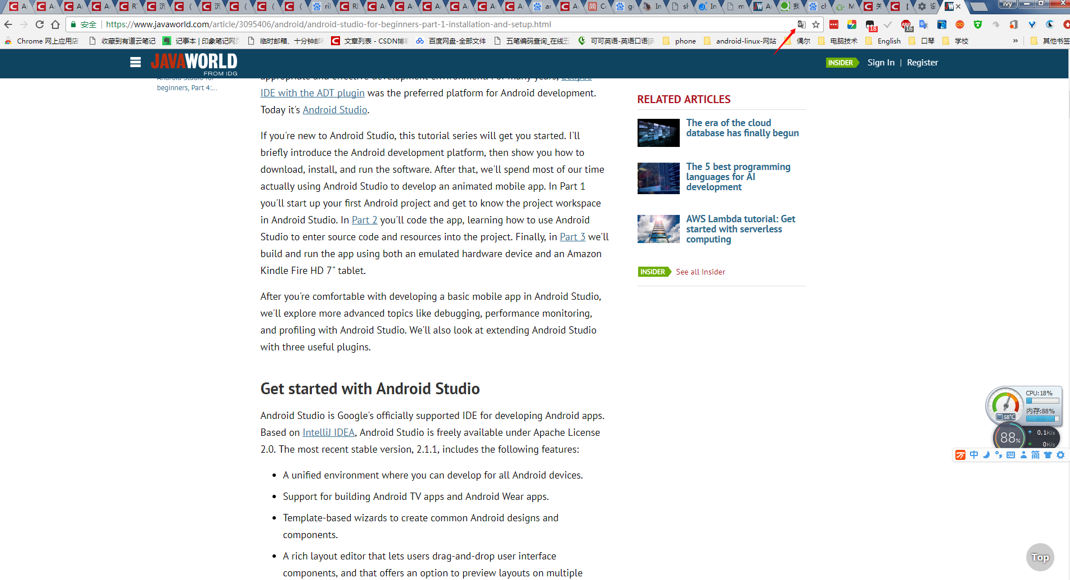 安全 | https://www.javaworld.com/article/3095406/android/android-studio-for-beginners-part-1-installation-and-setup.html
Chrome 网上应用店
收藏到有道云笔记
记事本 | 印象笔记网
临时邮箱、十分钟邮
文章列表 - CSDN博
百度网盘-全部文件
五笔编码查询_在线
可可英语-英语口语
phone
android-linux-网站
偶尔
电脑技术
English
口琴
学校
»
其他书签
JAVAWORLD
FROM IDG
INSIDER
Sign In | Register
beginners, Part 4:...
IDE with the ADT plugin was the preferred platform for Android development.
Today it's Android Studio.
If you're new to Android Studio, this tutorial series will get you started. I'll
briefly introduce the Android development platform, then show you how to
download, install, and run the software. After that, we'll spend most of our time
actually using Android Studio to develop an animated mobile app. In Part 1
you'll start up your first Android project and get to know the project workspace
in Android Studio. In Part 2 you'll code the app, learning how to use Android
Studio to enter source code and resources into the project. Finally, in Part 3 we'll
build and run the app using both an emulated hardware device and an Amazon
Kindle Fire HD 7" tablet.
After you're comfortable with developing a basic mobile app in Android Studio,
we'll explore more advanced topics like debugging, performance monitoring,
and profiling with Android Studio. We'll also look at extending Android Studio
with three useful plugins.
Get started with Android Studio
Android Studio is Google's officially supported IDE for developing Android apps.
Based on IntelliJ IDEA, Android Studio is freely available under Apache License
2.0. The most recent stable version, 2.1.1, includes the following features:
• A unified environment where you can develop for all Android devices.
• Support for building Android TV apps and Android Wear apps.
• Template-based wizards to create common Android designs and
components.
• A rich layout editor that lets users drag-and-drop user interface
components, and that offers an option to preview layouts on multiple
RELATED ARTICLES
The era of the cloud
database has finally begun
The 5 best programming
languages for AI
development
AWS Lambda tutorial: Get
started with serverless
computing
INSIDER
See all Insider
CPU:18%
内存:88%
88%
0.1K/s
0K/s
中
简
Top